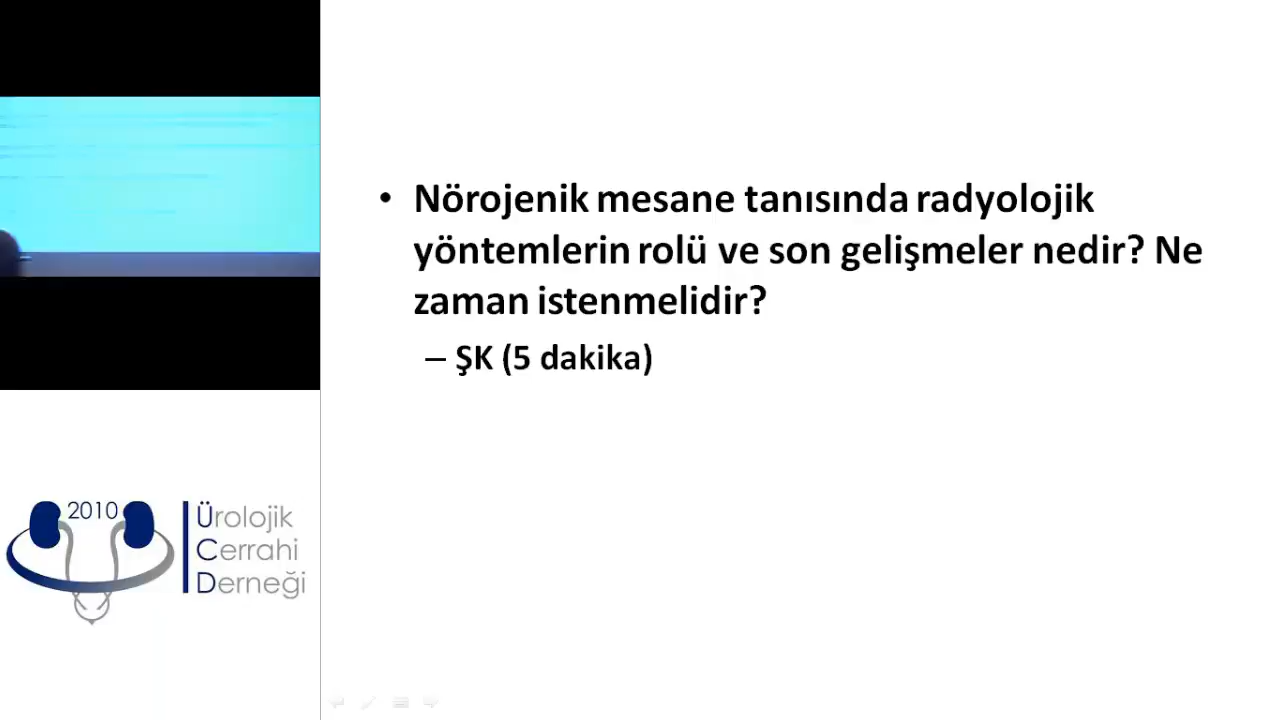 • Nörojenik mesane tanısında radyolojik
yöntemlerin rolü ve son gelişmeler nedir? Ne
zaman istenmelidir?
– ŞK (5 dakika)
2010
Ürolojik
Cerrahi
Derneği